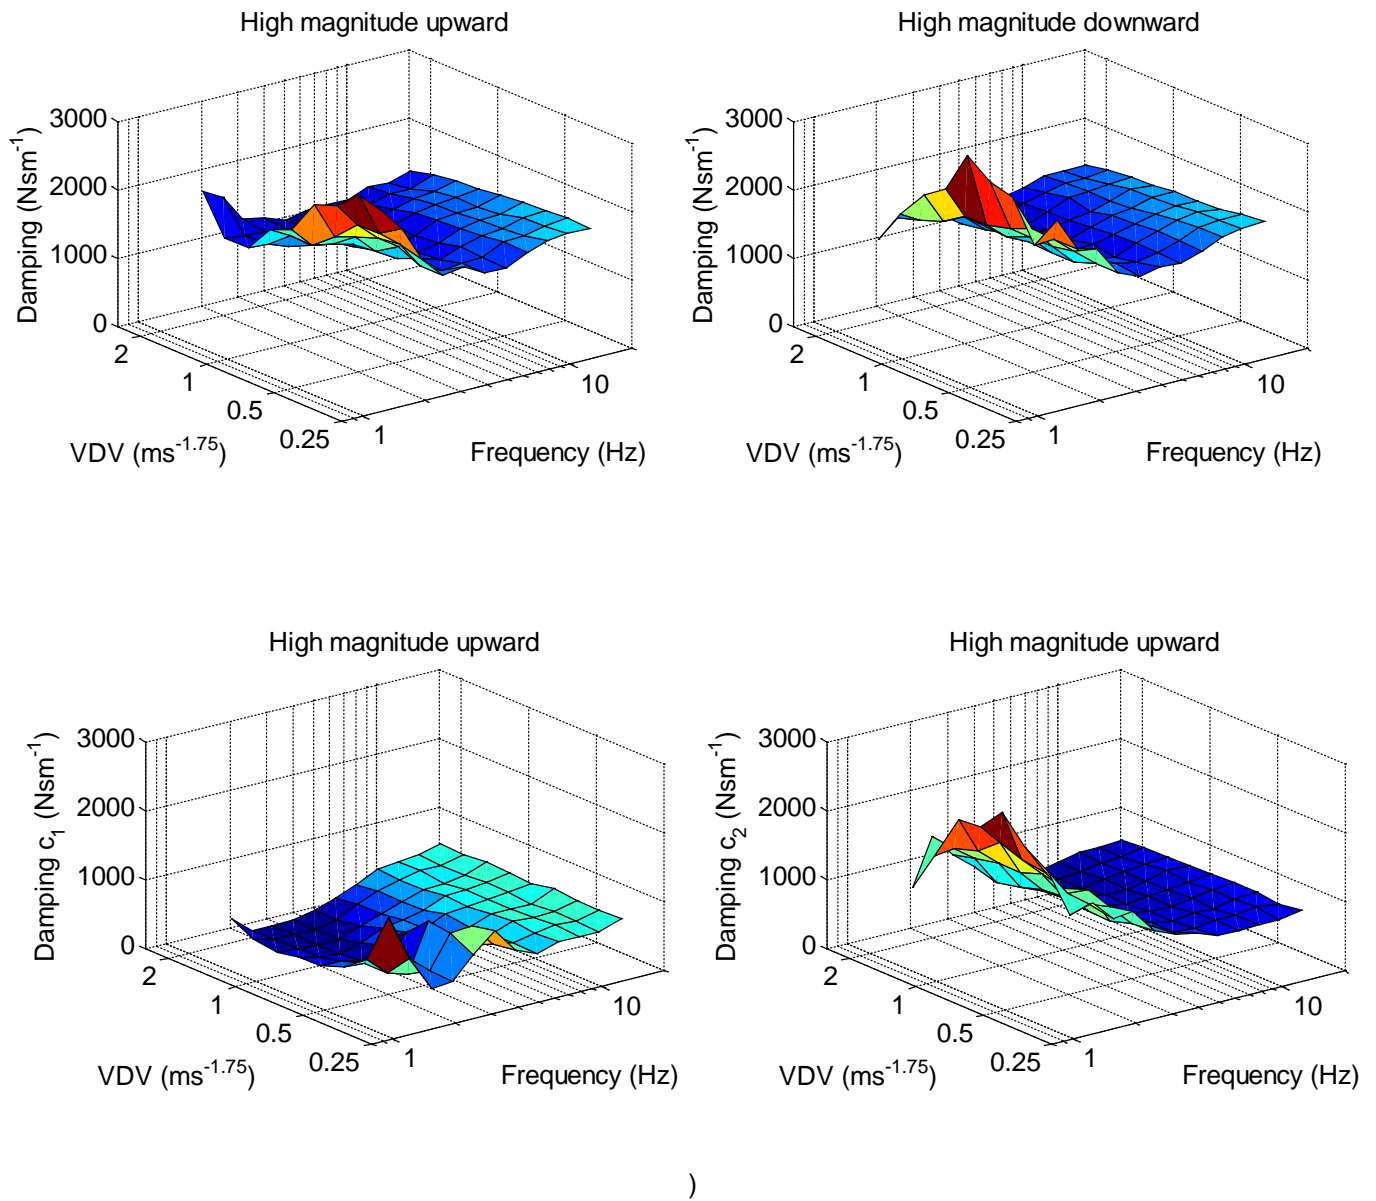 High magnitude upward
3000
2000
1000
0
Damping (Nsm⁻¹)
2
1
0.5
0.25
VDV (ms⁻¹·⁷⁵)
1
10
Frequency (Hz)
High magnitude downward
3000
2000
1000
0
Damping (Nsm⁻¹)
2
1
0.5
0.25
VDV (ms⁻¹·⁷⁵)
1
10
Frequency (Hz)
High magnitude upward
3000
2000
1000
0
Damping c₁ (Nsm⁻¹)
2
1
0.5
0.25
VDV (ms⁻¹·⁷⁵)
1
10
Frequency (Hz)
High magnitude upward
3000
2000
1000
0
Damping c₂ (Nsm⁻¹)
2
1
0.5
0.25
VDV (ms⁻¹·⁷⁵)
1
10
Frequency (Hz)
)